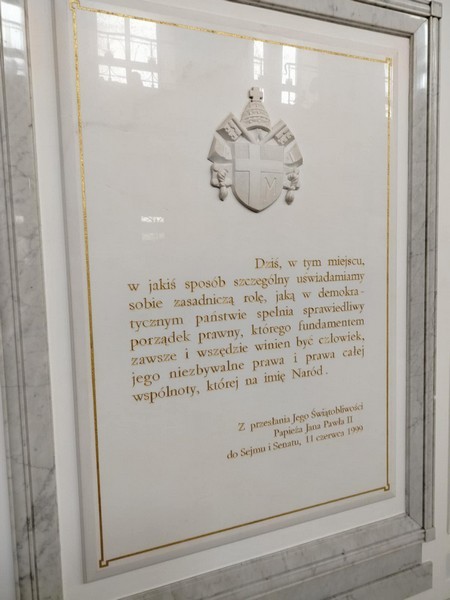 Dziś, w tym miejscu,
w jakiś sposób szczególny uświadamiamy
sobie zasadniczą rolę, jaką w demokra-
tycznym państwie spełnia sprawiedliwy
porządek prawny, którego fundamentem
zawsze i wszędzie winien być człowiek,
jego niezbywalne prawa i prawa całej
wspólnoty, której na imię Naród.
Z przesłania Jego Świątobliwości
Papieża Jana Pawła II
do Sejmu i Senatu, 11 czerwca 1999